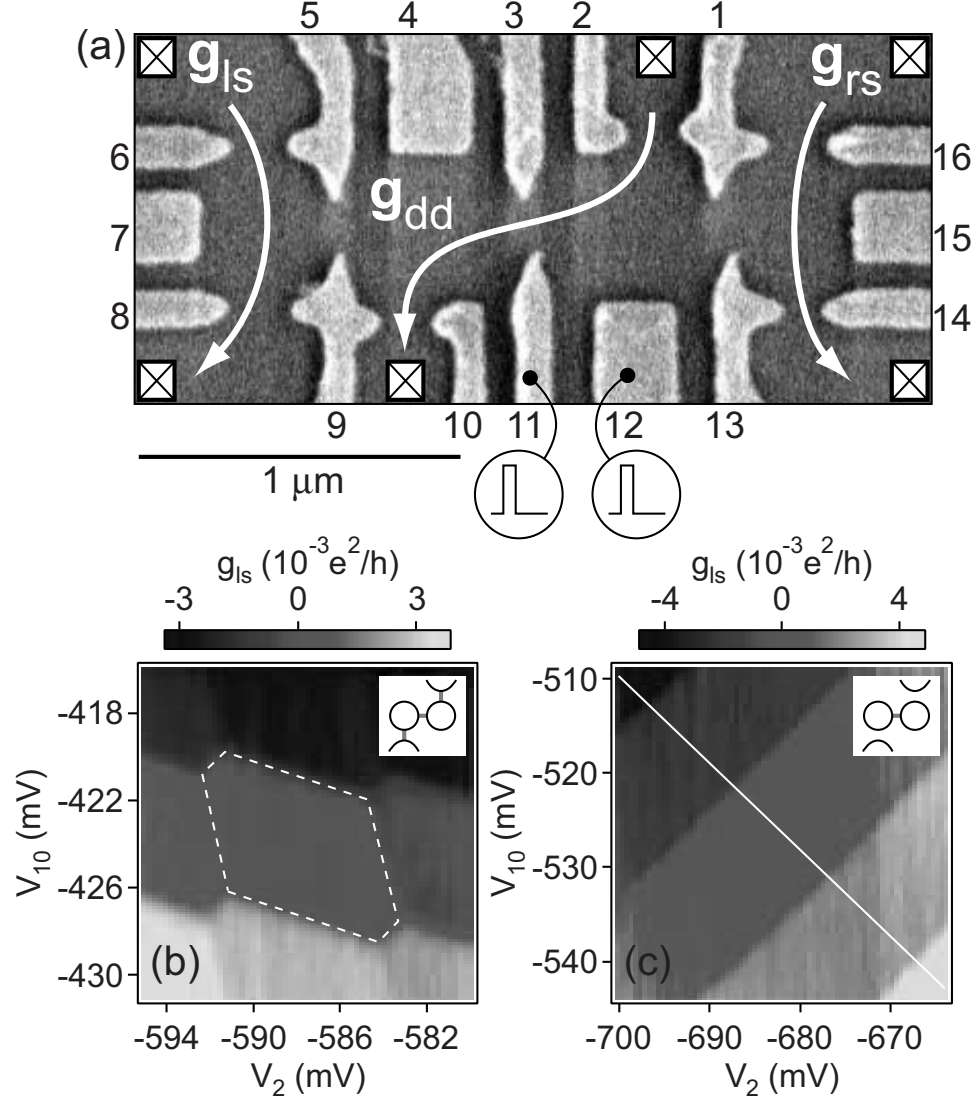 5 4 3 2 1
(a)
g_ls
g_rs
6
16
g_dd
7
15
8
14
9 10 11 12 13
1 μm
g_ls (10^-3 e^2/h)
-3 0 3
g_ls (10^-3 e^2/h)
-4 0 4
-418
-422
-426
-430
V_10 (mV)
(b)
-594 -590 -586 -582
V_2 (mV)
-510
-520
-530
-540
V_10 (mV)
(c)
-700 -690 -680 -670
V_2 (mV)